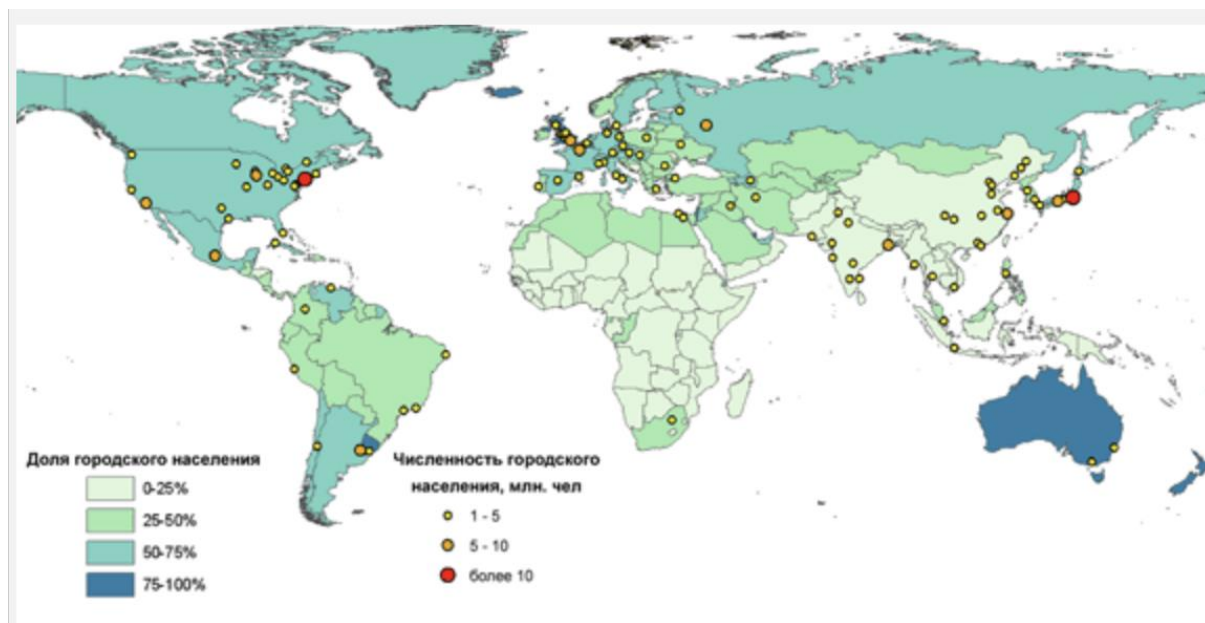 Доля городского населения
0-25%
25-50%
50-75%
75-100%
Численность городского
населения, млн. чел
1 - 5
5 - 10
более 10